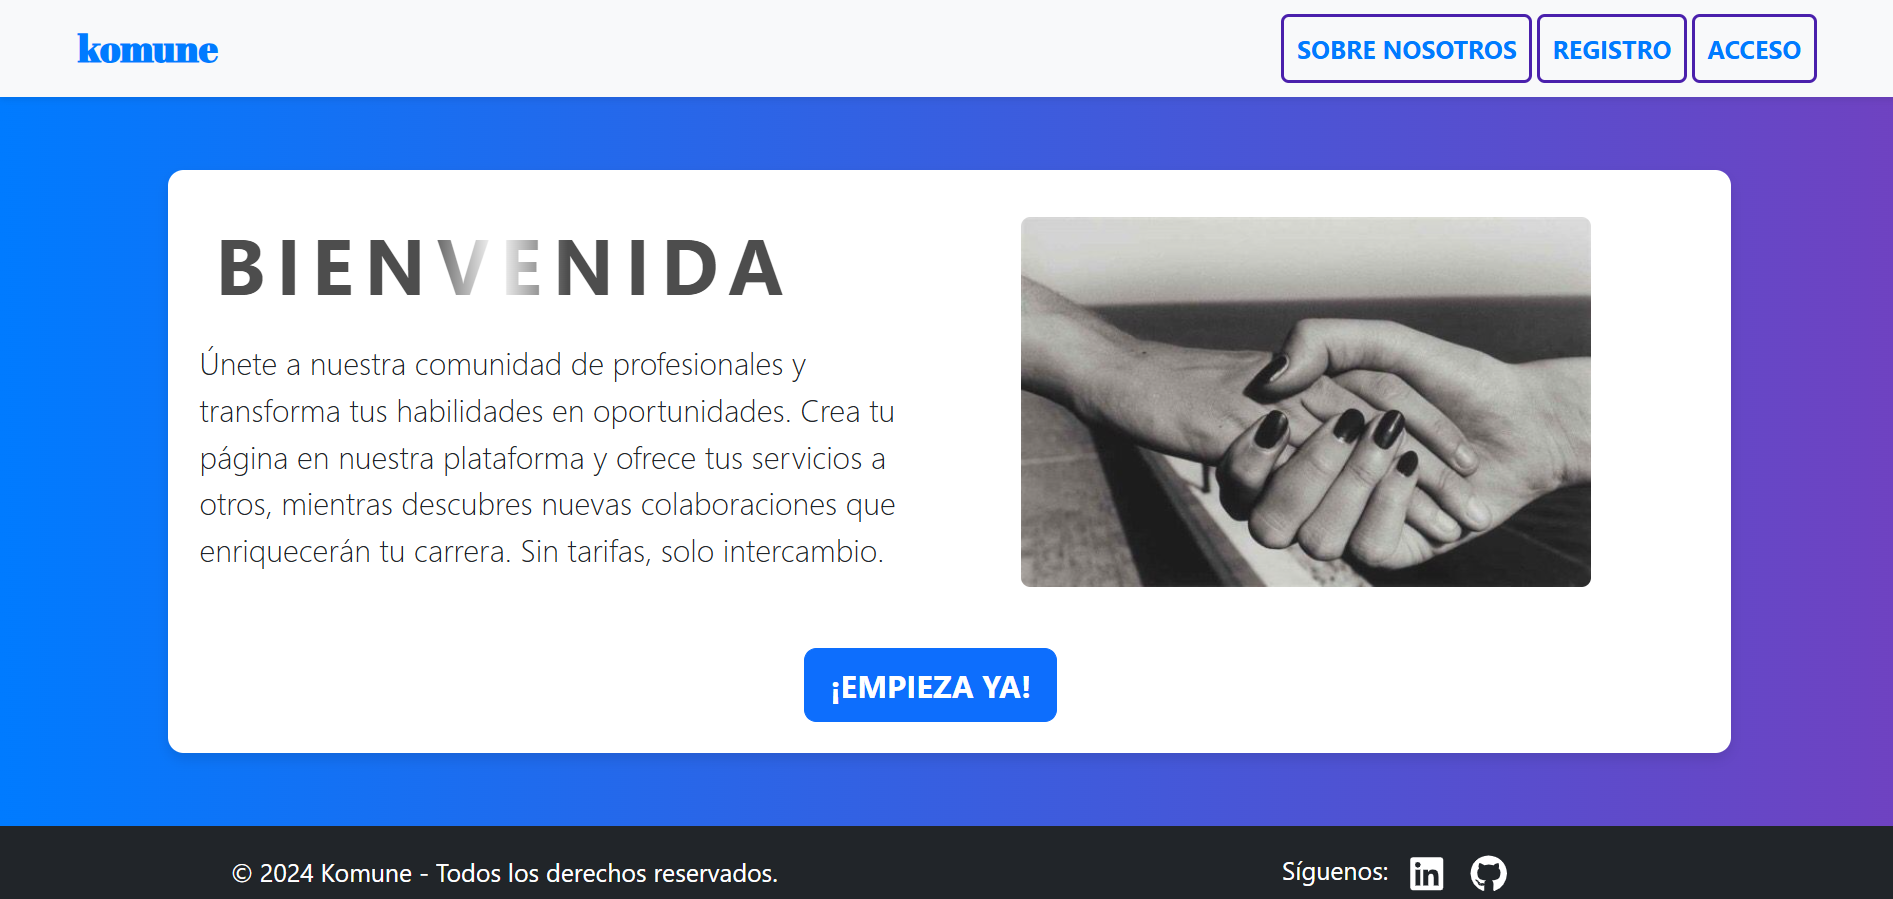 komune
SOBRE NOSOTROS
REGISTRO
ACCESO
BIENVENIDA
Únete a nuestra comunidad de profesionales y
transforma tus habilidades en oportunidades. Crea tu
página en nuestra plataforma y ofrece tus servicios a
otros, mientras descubres nuevas colaboraciones que
enriquecerán tu carrera. Sin tarifas, solo intercambio.
¡EMPIEZA YA!
© 2024 Komune - Todos los derechos reservados.
Síguenos: